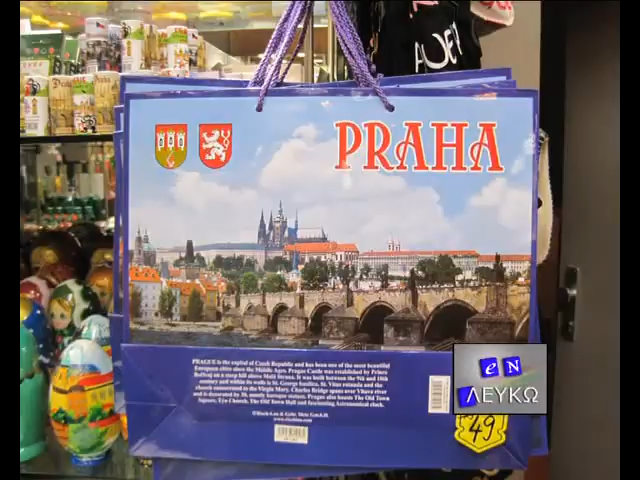 PRAHA
PRAGUE is the capital of Czech Republic and has been one of the most beautiful
European cities since the Middle Ages. Prague Castle was established by Prince
on a steep hill above Malá Strana. It was built between the 9th and 10th
century and within its walls is St. George basilica, St. Vitus rotunda and the
church consecrated to the Virgin Mary. Charles Bridge spans over Vltava river
and is decorated by 30, mostly baroque statues. Prague also boasts The Old Town
Square, Týn Church, The Old Town Hall and fascinating Astronomical clock.
en
ΛΕΥΚΩ
49